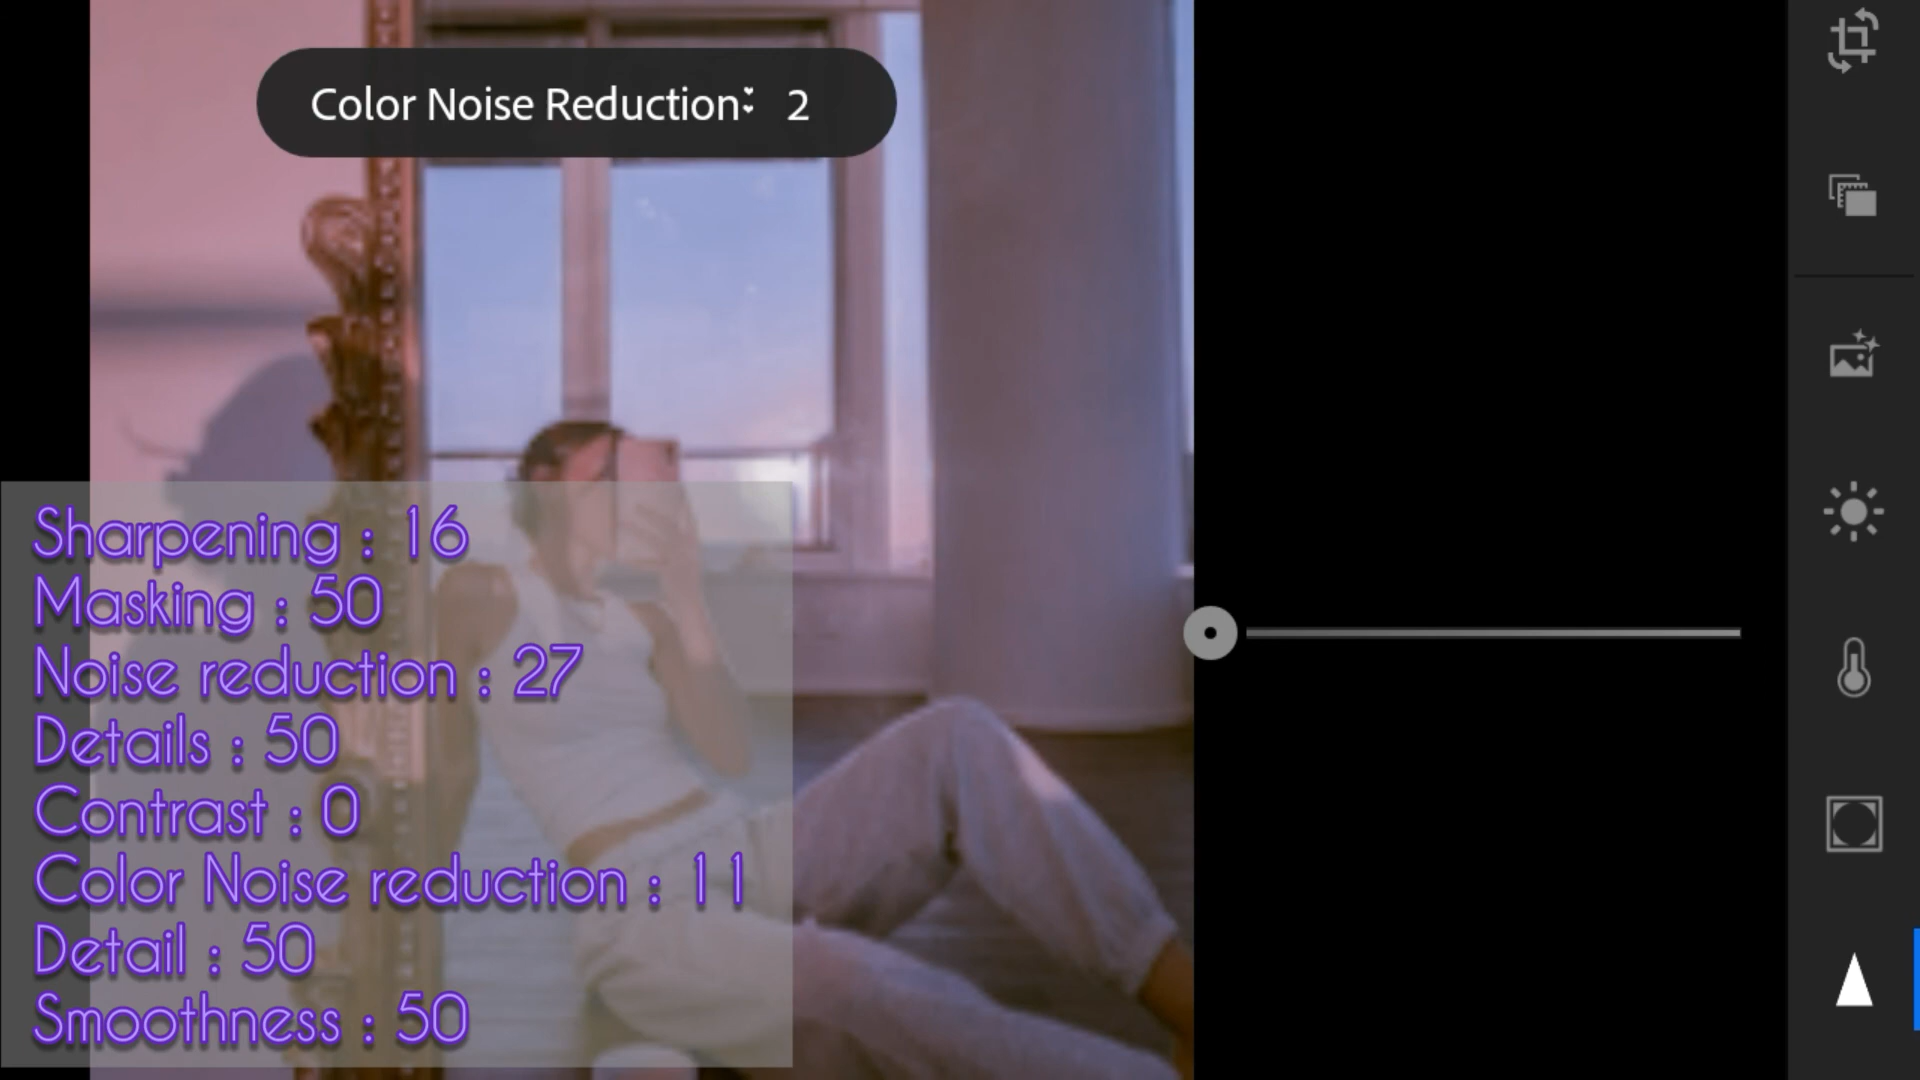 Color Noise Reduction: 2
Sharpening : 16
Masking : 50
Noise reduction : 27
Details : 50
Contrast : 0
Color Noise reduction : 11
Detail : 50
Smoothness : 50